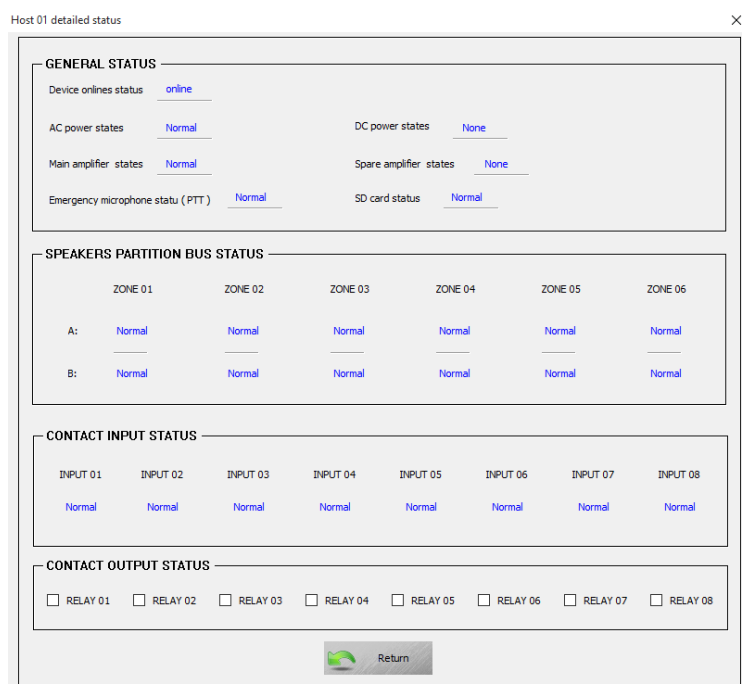 Host 01 detailed status
GENERAL STATUS
Device onlines status online
AC power states Normal DC power states None
Main amplifier states Normal Spare amplifier states None
Emergency microphone statu ( PTT ) Normal SD card status Normal
SPEAKERS PARTITION BUS STATUS
ZONE 01 ZONE 02 ZONE 03 ZONE 04 ZONE 05 ZONE 06
A: Normal Normal Normal Normal Normal Normal
B: Normal Normal Normal Normal Normal Normal
CONTACT INPUT STATUS
INPUT 01 INPUT 02 INPUT 03 INPUT 04 INPUT 05 INPUT 06 INPUT 07 INPUT 08
Normal Normal Normal Normal Normal Normal Normal Normal
CONTACT OUTPUT STATUS
RELAY 01 RELAY 02 RELAY 03 RELAY 04 RELAY 05 RELAY 06 RELAY 07 RELAY 08
Return